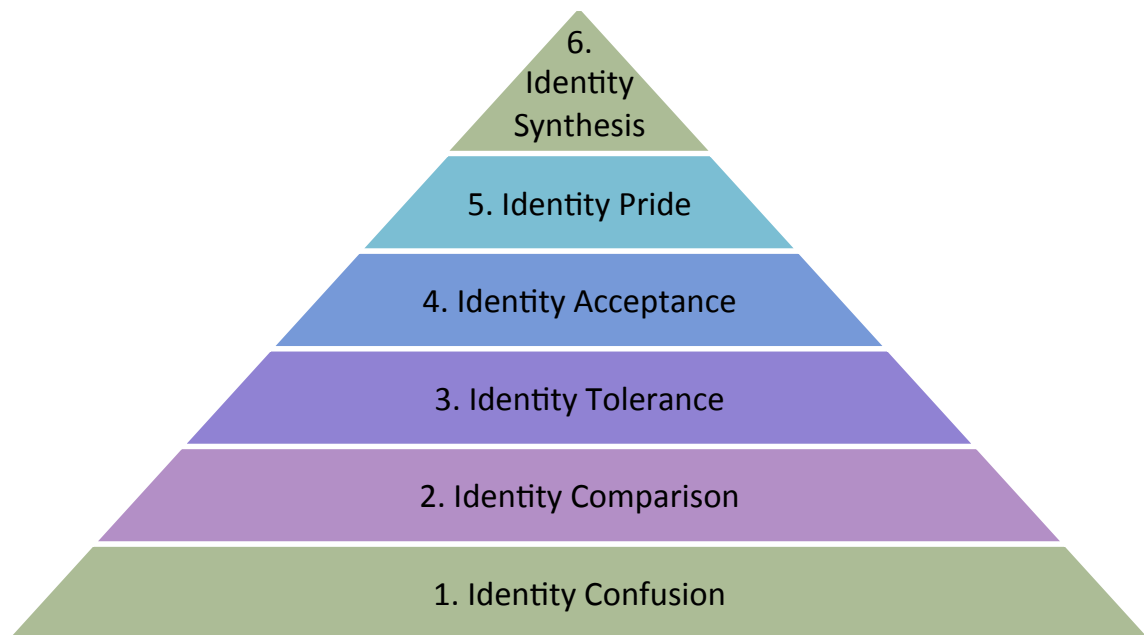 6.
Identity
Synthesis
5. Identity Pride
4. Identity Acceptance
3. Identity Tolerance
2. Identity Comparison
1. Identity Confusion